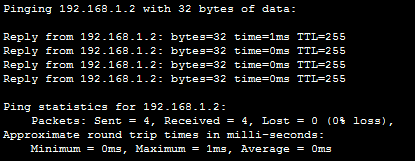 Pinging 192.168.1.2 with 32 bytes of data:
Reply from 192.168.1.2: bytes=32 time=1ms TTL=255
Reply from 192.168.1.2: bytes=32 time=0ms TTL=255
Reply from 192.168.1.2: bytes=32 time=0ms TTL=255
Reply from 192.168.1.2: bytes=32 time=0ms TTL=255
Ping statistics for 192.168.1.2:
Packets: Sent = 4, Received = 4, Lost = 0 (0% loss),
Approximate round trip times in milli-seconds:
Minimum = 0ms, Maximum = 1ms, Average = 0ms